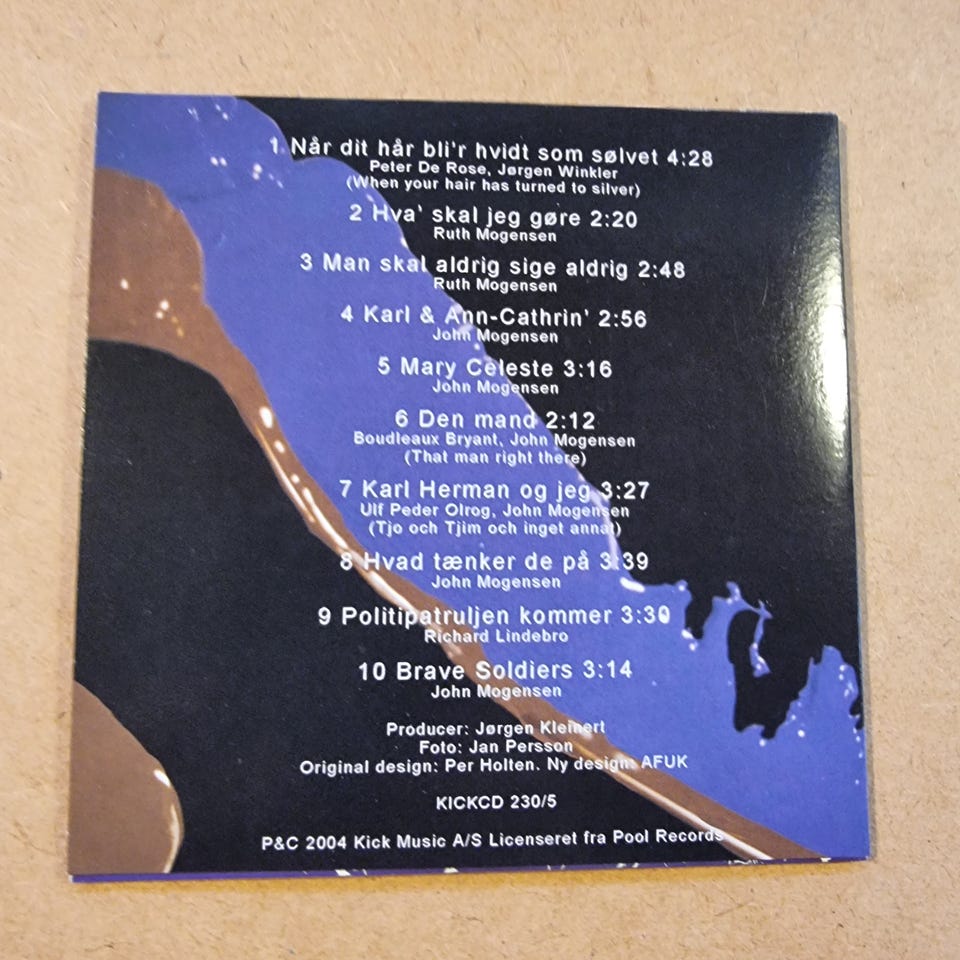 1 Når dit hår bli'r hvidt som sølvet 4:28
Peter De Rose, Jørgen Winkler
(When your hair has turned to silver)
2 Hva' skal jeg gøre 2:20
Ruth Mogensen
3 Man skal aldrig sige aldrig 2:48
Ruth Mogensen
4 Karl & Ann-Cathrin' 2:56
John Mogensen
5 Mary Celeste 3:16
John Mogensen
6 Den mand 2:12
Boudleaux Bryant, John Mogensen
(That man right there)
7 Karl Herman og jeg 3:27
Ulf Peder Olrog, John Mogensen
(Tjo och Tjim och inget annat)
8 Hvad tænker de på 3:39
John Mogensen
9 Politipatruljen kommer 3:30
Richard Lindebro
10 Brave Soldiers 3:14
John Mogensen
Producer: Jørgen Kleinert
Foto: Jan Persson
Original design: Per Holten. Ny design: AFUK
KICKCD 230/5
P&C 2004 Kick Music A/S Licenseret fra Pool Records